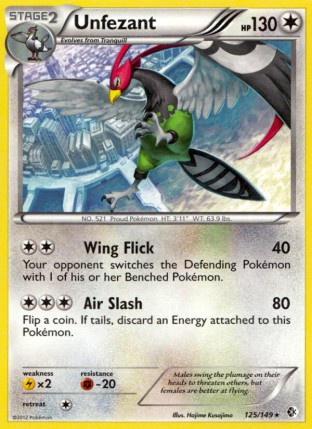 STAGE2 Unfezant HP130
Evolves from Tranquill
NO. 521 Proud Pokémon HT: 3'11" WT: 63.9 lbs.
Wing Flick 40
Your opponent switches the Defending Pokémon
with 1 of his or her Benched Pokémon.
Air Slash 80
Flip a coin. If tails, discard an Energy attached to this
Pokémon.
weakness resistance
×2 -20
retreat
Males swing the plumage on their
heads to threaten others, but
females are better at flying.
©2012 Pokémon Illus. Hajime Kusajima 125/149 ★